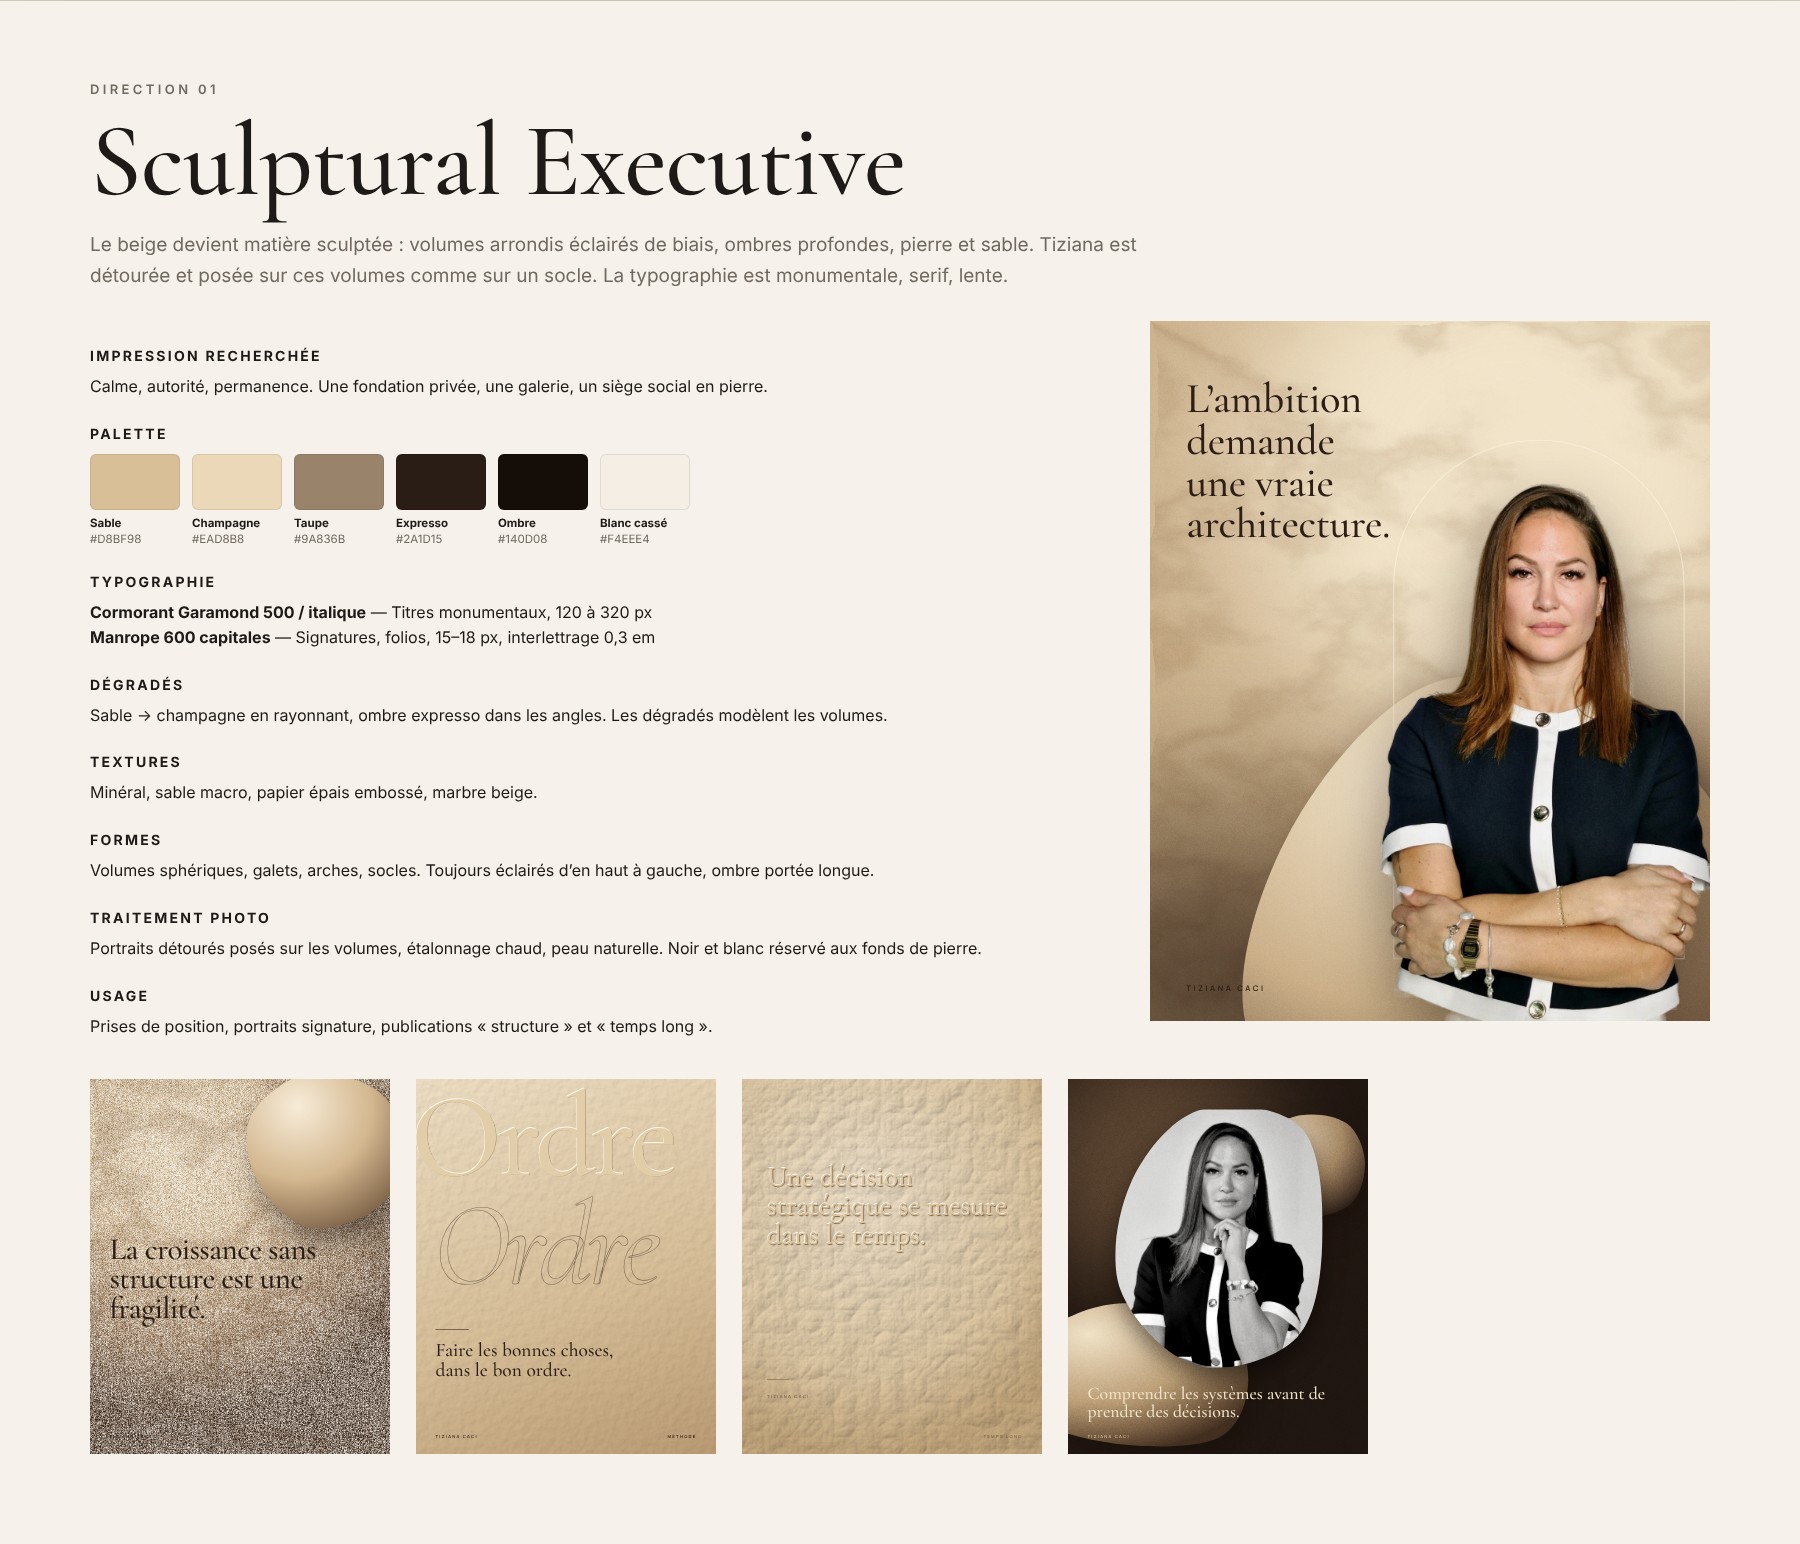 DIRECTION 01
Sculptural Executive
Le beige devient matière sculptée : volumes arrondis éclairés de biais, ombres profondes, pierre et sable. Tiziana est
détourée et posée sur ces volumes comme sur un socle. La typographie est monumentale, serif, lente.
IMPRESSION RECHERCHÉE
Calme, autorité, permanence. Une fondation privée, une galerie, un siège social en pierre.
PALETTE
Sable
#D8BF98
Champagne
#EAD8B8
Taupe
#9A836B
Expresso
#2A1D15
Ombre
#140D08
Blanc cassé
#F4EEE4
TYPOGRAPHIE
Cormorant Garamond 500 / italique — Titres monumentaux, 120 à 320 px
Manrope 600 capitales — Signatures, folios, 15–18 px, interlettrage 0,3 em
DÉGRADÉS
Sable → champagne en rayonnant, ombre expresso dans les angles. Les dégradés modèlent les volumes.
TEXTURES
Minéral, sable macro, papier épais embossé, marbre beige.
FORMES
Volumes sphériques, galets, arches, socles. Toujours éclairés d’en haut à gauche, ombre portée longue.
TRAITEMENT PHOTO
Portraits détourés posés sur les volumes, étalonnage chaud, peau naturelle. Noir et blanc réservé aux fonds de pierre.
USAGE
Prises de position, portraits signature, publications « structure » et « temps long ».
L’ambition
demande
une vraie
architecture.
TIZIANA CACI
La croissance sans
structure est une
fragilité.
Ordre
Ordre
Faire les bonnes choses,
dans le bon ordre.
TIZIANA CACI
MÉTHODE
Une décision
stratégique se mesure
dans le temps.
TIZIANA CACI
Comprendre les systèmes avant de
prendre des décisions.
TIZIANA CACI